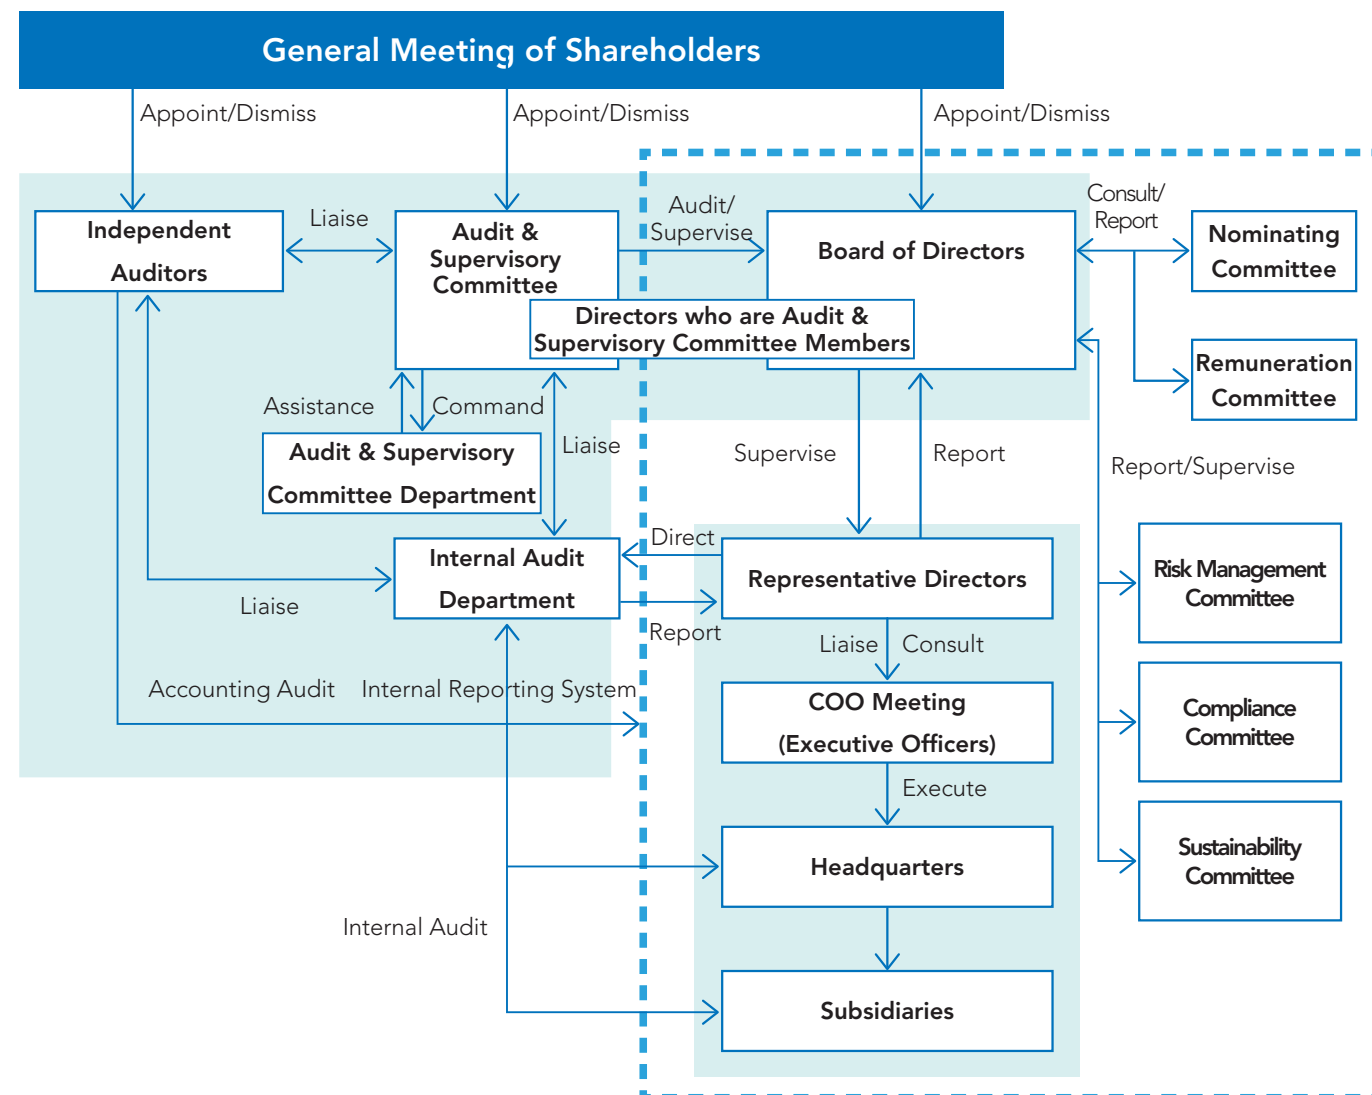 General Meeting of Shareholders
Appoint/Dismiss
Appoint/Dismiss
Appoint/Dismiss
Independent
Auditors
Liaise
Audit &
Supervisory
Committee
Audit/
Supervise
Board of Directors
Consult/
Report
Nominating
Committee
Directors who are Audit &
Supervisory Committee Members
Remuneration
Committee
Assistance
Command
Liaise
Audit & Supervisory
Committee Department
Supervise
Report
Report/Supervise
Internal Audit
Department
Direct
Report
Representative Directors
Risk Management
Committee
Liaise
Liaise
Consult
Accounting Audit
Internal Reporting System
COO Meeting
(Executive Officers)
Compliance
Committee
Execute
Headquarters
Sustainability
Committee
Internal Audit
Subsidiaries